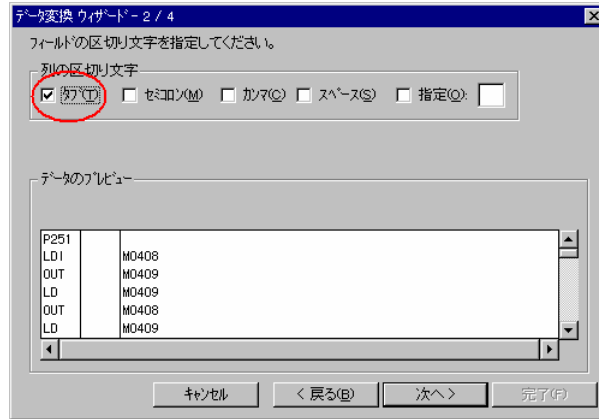 ﾃﾞｰﾀ変換 ｳｨｻﾞｰﾄﾞ - 2 / 4
ﾌｨｰﾙﾄﾞの区切り文字を指定してください。
列の区切り文字
ﾀﾌﾞ(T) ｾﾐｺﾛﾝ(M) ｶﾝﾏ(C) ｽﾍﾟｰｽ(S) 指定(O):
ﾃﾞｰﾀのﾌﾟﾚﾋﾞｭｰ
P251
LDI M0408
OUT M0409
LD M0409
OUT M0408
LD M0409
ｷｬﾝｾﾙ < 戻る(B) 次へ > 完了(F)